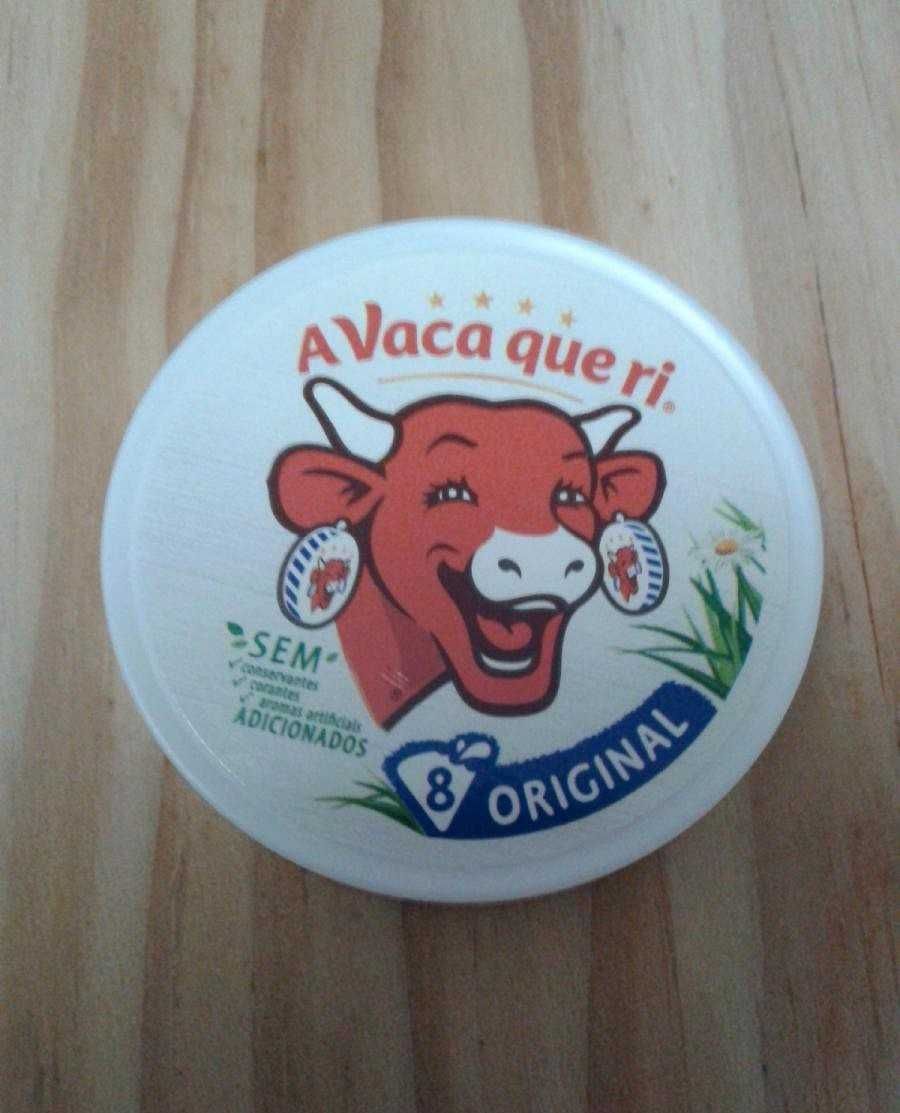 A Vaca que ri®
SEM
conservantes
corantes
aromas artificiais
ADICIONADOS
8 ORIGINAL